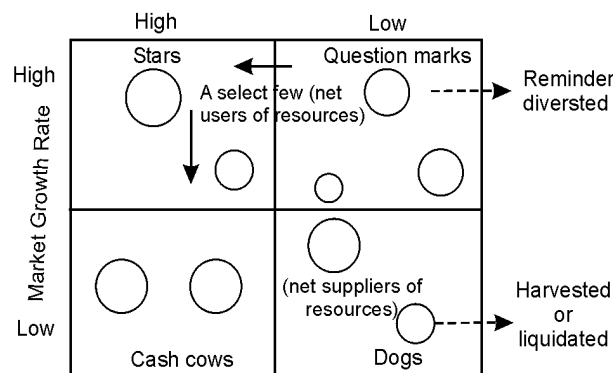 High
Low
Stars
Question marks
High
A select few (net
users of resources)
Reminder
diversted
Market Growth Rate
(net suppliers of
resources)
Low
Cash cows
Dogs
Harvested
or
liquidated